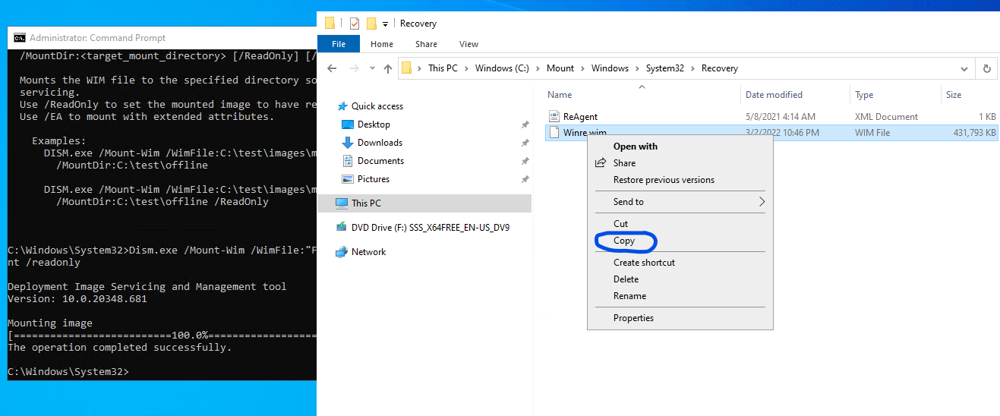 Administrator: Command Prompt
/MountDir:<target_mount_directory> [/ReadOnly] [/
Mounts the WIM file to the specified directory so
servicing.
Use /ReadOnly to set the mounted image to have re
Use /EA to mount with extended attributes.
Examples:
DISM.exe /Mount-Wim /WimFile:C:\test\images\m
/MountDir:C:\test\offline
DISM.exe /Mount-Wim /WimFile:C:\test\images\m
/MountDir:C:\test\offline /ReadOnly
C:\Windows\System32>Dism.exe /Mount-Wim /WimFile:"F
nt /readonly
Deployment Image Servicing and Management tool
Version: 10.0.20348.681
Mounting image
[==========================100.0%==================
The operation completed successfully.
C:\Windows\System32>
Recovery
File Home Share View
This PC > Windows (C:) > Mount > Windows > System32 > Recovery
Quick access
Desktop
Downloads
Documents
Pictures
This PC
DVD Drive (F:) SSS_X64FREE_EN-US_DV9
Network
Name Date modified Type Size
ReAgent 5/8/2021 4:14 AM XML Document 1 KB
Winre.wim 3/2/2022 10:46 PM WIM File 431,793 KB
Open with
Share
Restore previous versions
Send to
Cut
Copy
Create shortcut
Delete
Rename
Properties